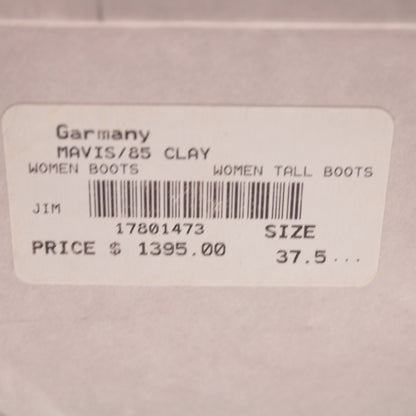 Garmany
MAVIS/85 CLAY
WOMEN BOOTS WOMEN TALL BOOTS
JIM
17801473
SIZE
PRICE $ 1395.00
37.5...